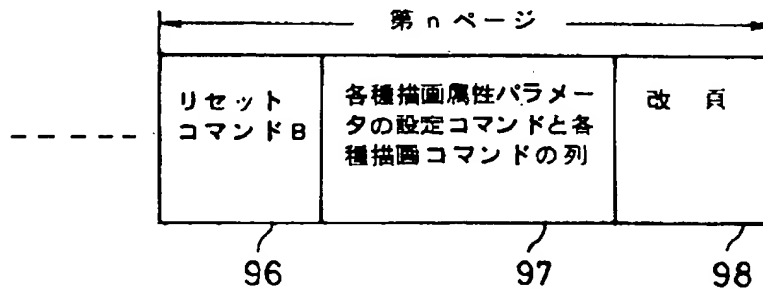 第nページ
リセット
コマンドB
各種描画属性パラメー
タの設定コマンドと各
種描画コマンドの列
改 頁
96
97
98